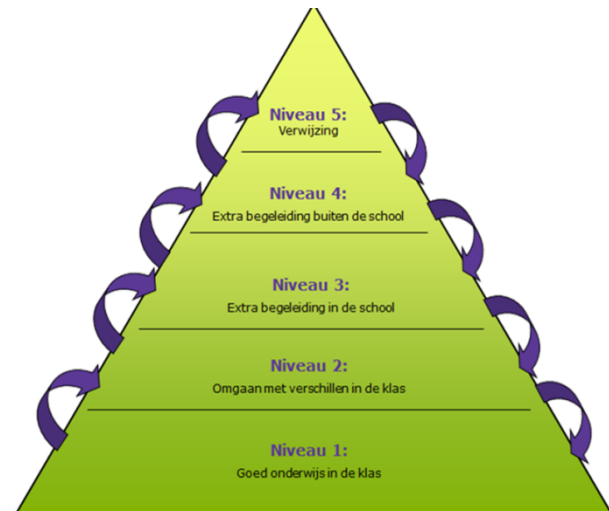 Niveau 5:
Verwijzing
Niveau 4:
Extra begeleiding buiten de school
Niveau 3:
Extra begeleiding in de school
Niveau 2:
Omgaan met verschillen in de klas
Niveau 1:
Goed onderwijs in de klas